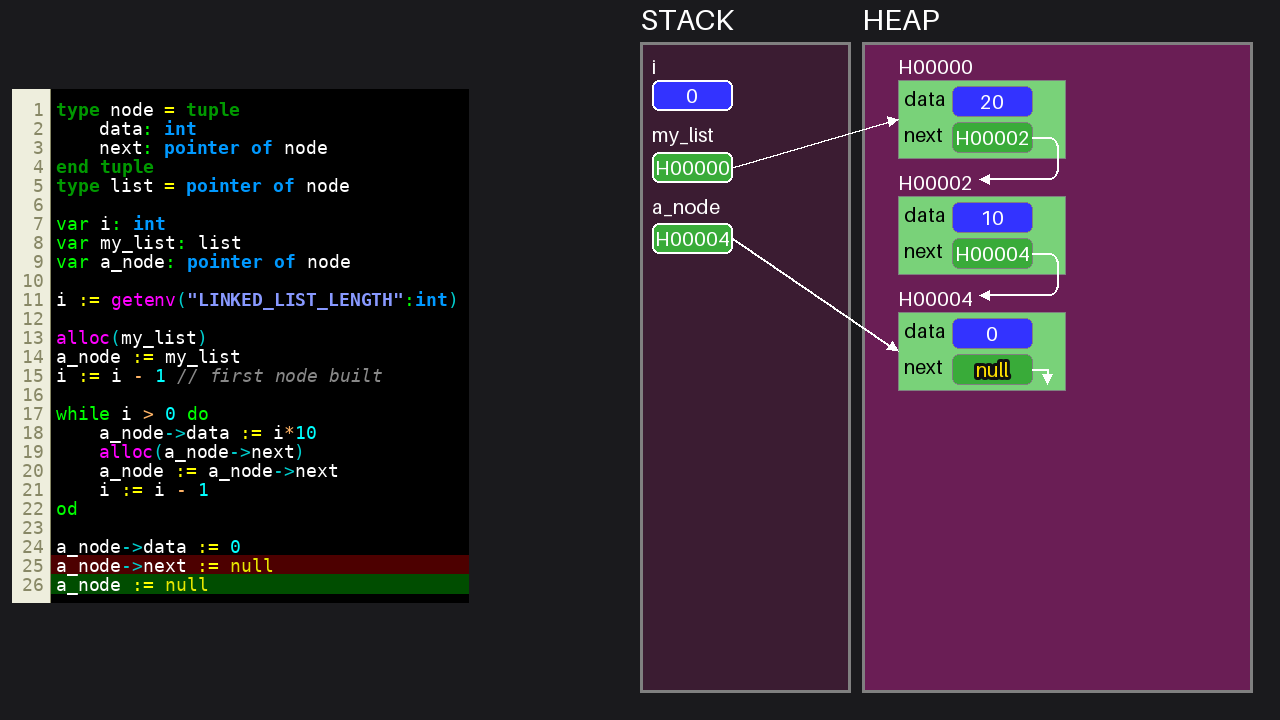 STACK
HEAP
1 type node = tuple
2     data: int
3     next: pointer of node
4 end tuple
5 type list = pointer of node
6
7 var i: int
8 var my_list: list
9 var a_node: pointer of node
10
11 i := getenv("LINKED_LIST_LENGTH":int)
12
13 alloc(my_list)
14 a_node := my_list
15 i := i - 1 // first node built
16
17 while i > 0 do
18     a_node->data := i*10
19     alloc(a_node->next)
20     a_node := a_node->next
21     i := i - 1
22 od
23
24 a_node->data := 0
25 a_node->next := null
26 a_node := null
i
0
my_list
H00000
a_node
H00004
H00000
data 20
next H00002
H00002
data 10
next H00004
H00004
data 0
next null